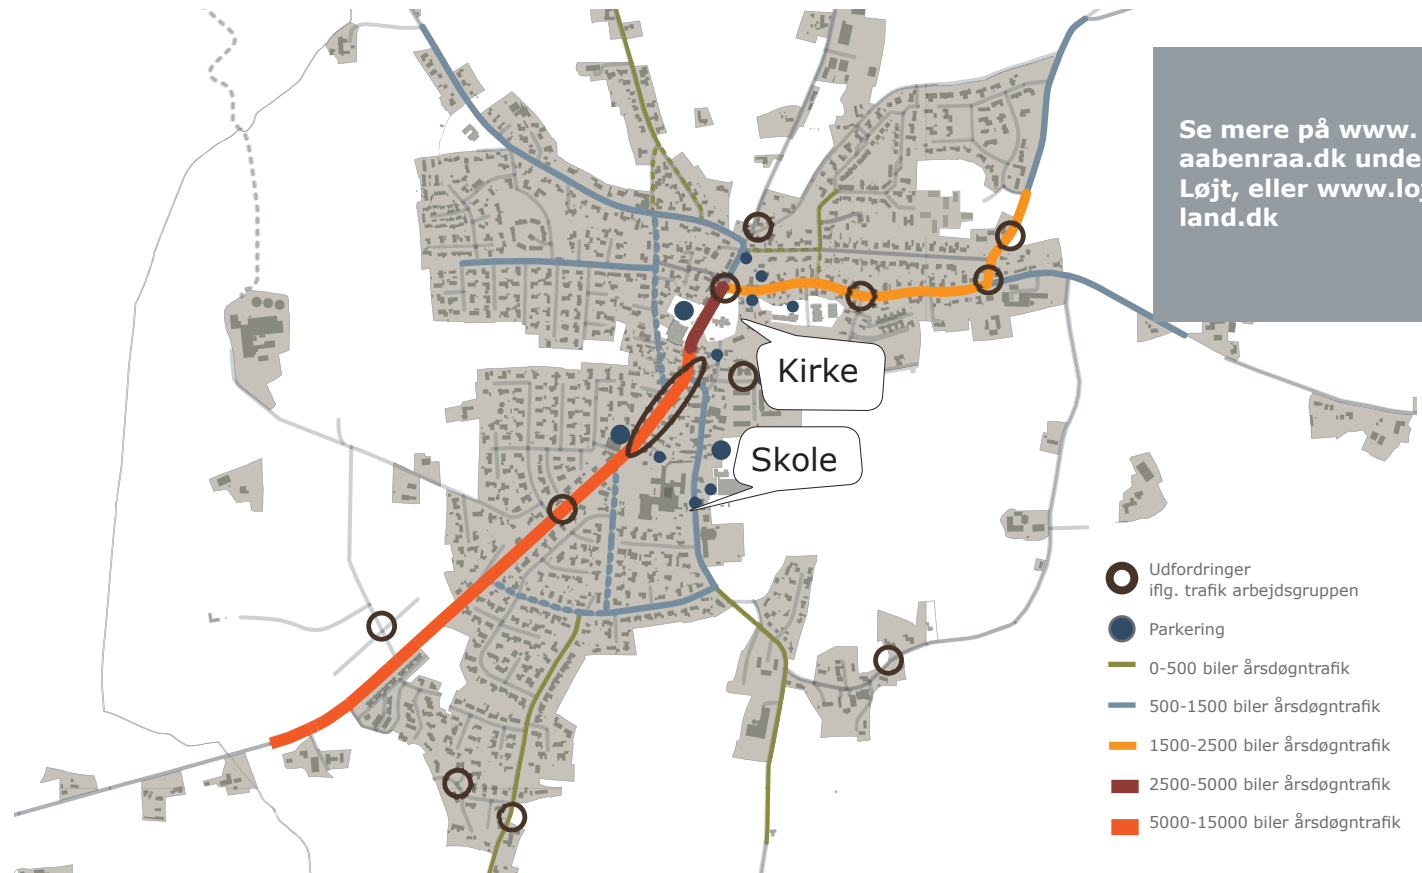 Se mere på www.
aabenraa.dk unde
Løjt, eller www.loj
land.dk
Kirke
Skole
Udfordringer
iflg. trafik arbejdsgruppen
Parkering
0-500 biler årsdøgntrafik
500-1500 biler årsdøgntrafik
1500-2500 biler årsdøgntrafik
2500-5000 biler årsdøgntrafik
5000-15000 biler årsdøgntrafik